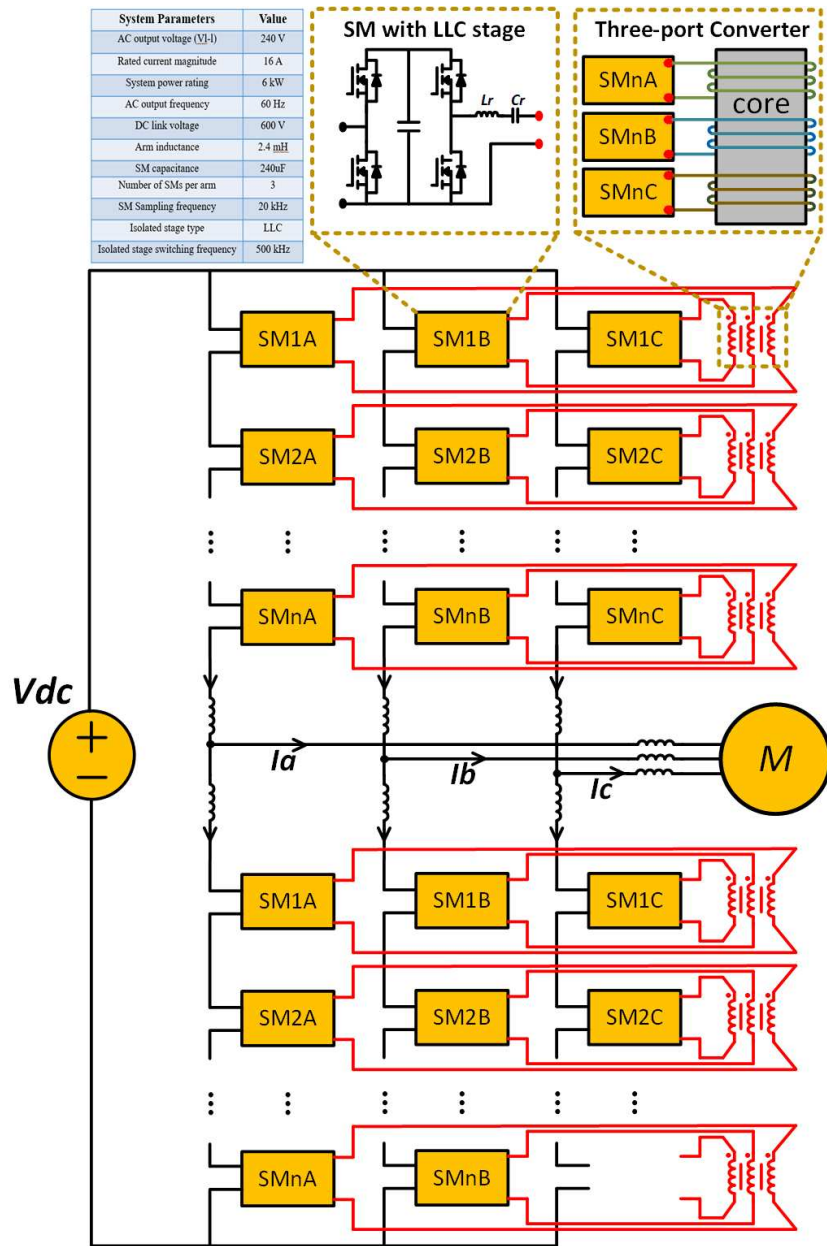 System Parameters Value
AC output voltage (Vl-l) 240 V
Rated current magnitude 16 A
System power rating 6 kW
AC output frequency 60 Hz
DC link voltage 600 V
Arm inductance 2.4 mH
SM capacitance 240uF
Number of SMs per arm 3
SM Sampling frequency 20 kHz
Isolated stage type LLC
Isolated stage switching frequency 500 kHz
SM with LLC stage
Lr Cr
Three-port Converter
SMnA
SMnB
SMnC
core
SM1A SM1B SM1C
SM2A SM2B SM2C
... ... ... ... ... ...
SMnA SMnB SMnC
Vdc
Ia Ib Ic
M
SM1A SM1B SM1C
SM2A SM2B SM2C
... ... ... ... ... ...
SMnA SMnB